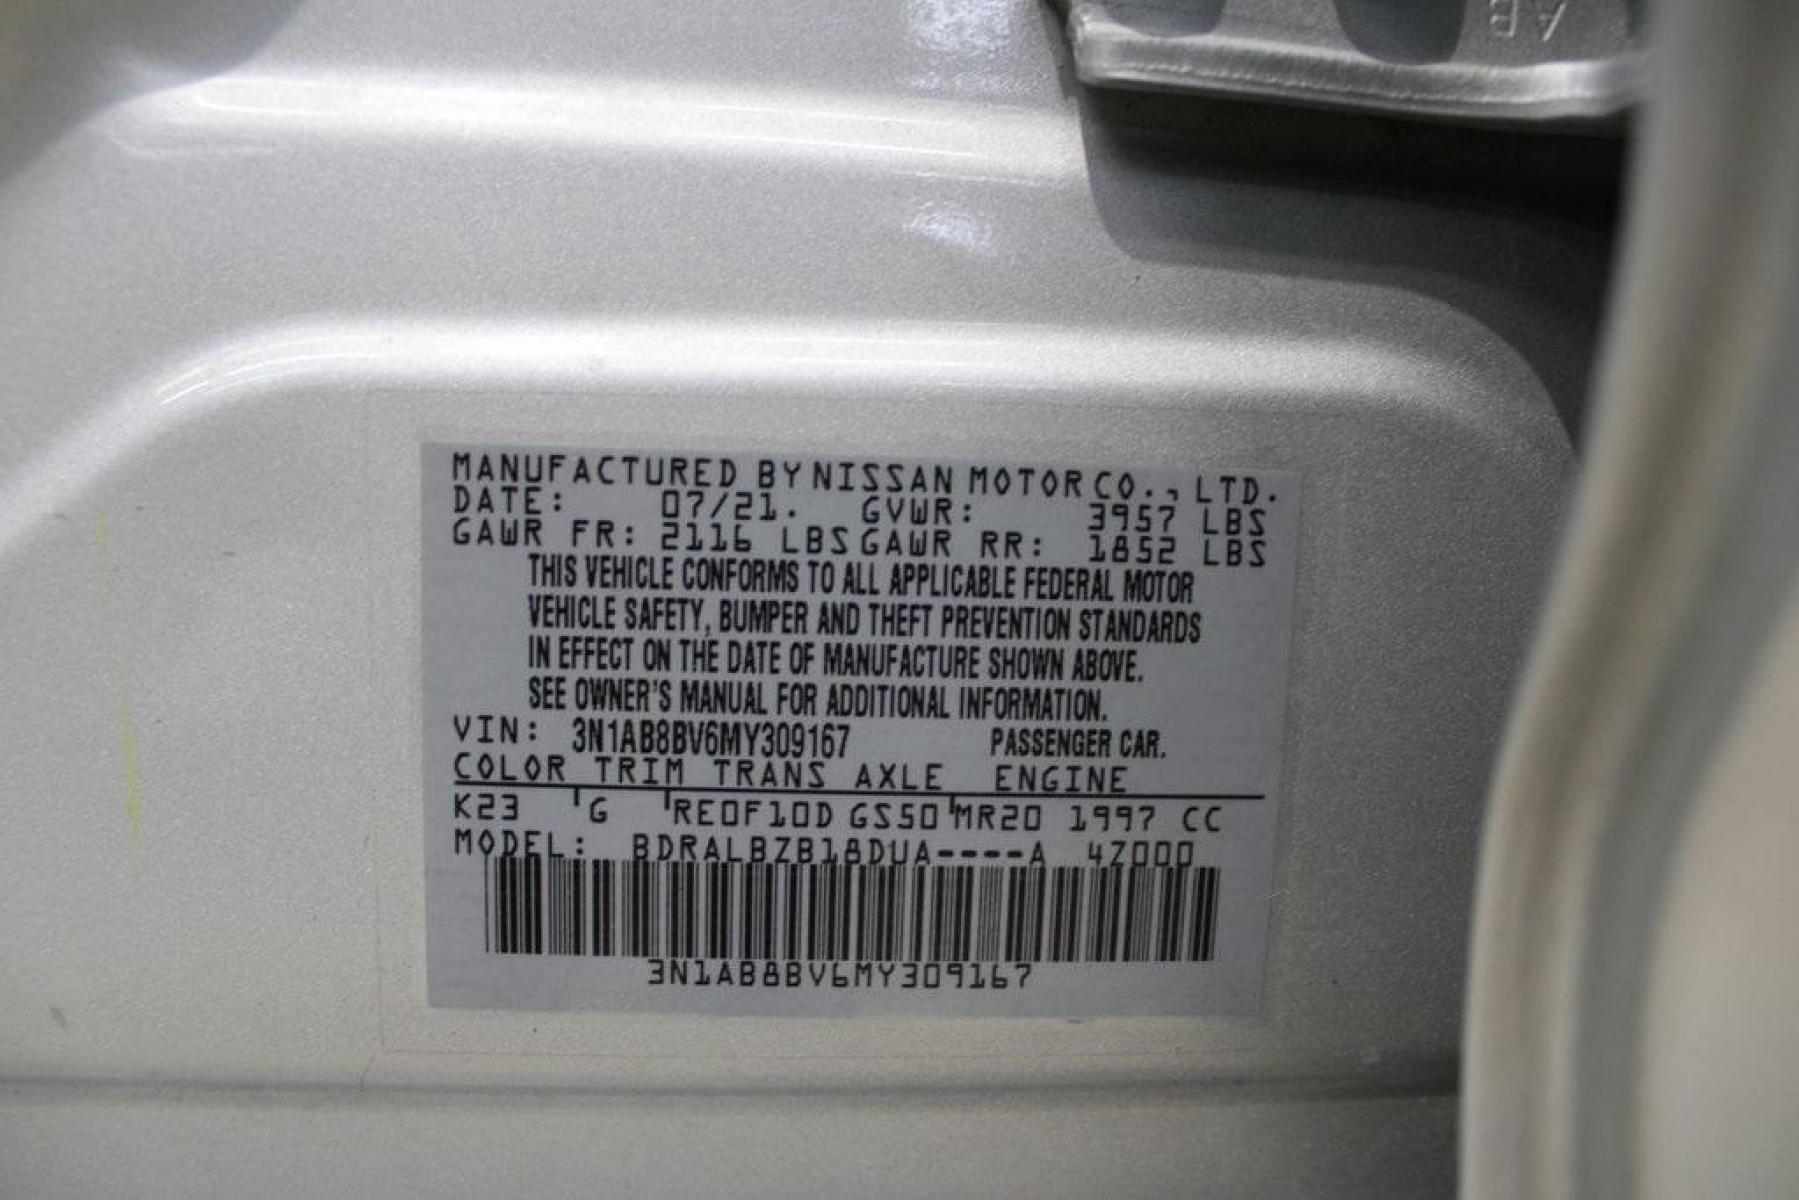 AB
MANUFACTURED BY NISSAN MOTOR CO., LTD.
DATE: 07/21. GVWR: 3957 LBS
GAWR FR: 2116 LBS GAWR RR: 1852 LBS
THIS VEHICLE CONFORMS TO ALL APPLICABLE FEDERAL MOTOR
VEHICLE SAFETY, BUMPER AND THEFT PREVENTION STANDARDS
IN EFFECT ON THE DATE OF MANUFACTURE SHOWN ABOVE.
SEE OWNER'S MANUAL FOR ADDITIONAL INFORMATION.
VIN: 3N1AB8BV6MY309167 PASSENGER CAR.
COLOR TRIM TRANS AXLE ENGINE
K23 G RE0F10D GS50 MR20 1997 CC
MODEL: BDRALBZB18DUA----A 4Z000
3N1AB8BV6MY309167